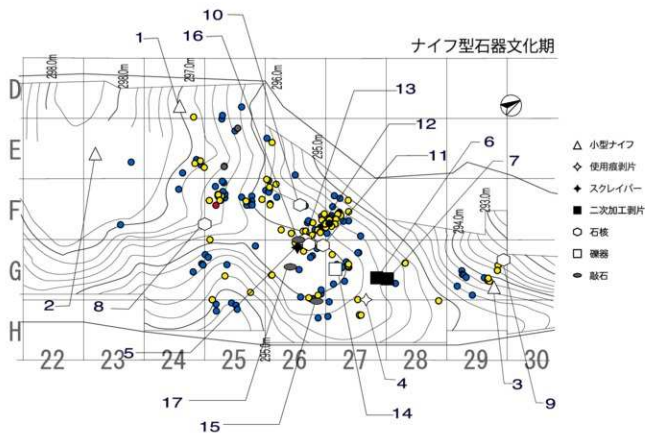 ナイフ型石器文化期
10
1
16
13
12
6
11
7
298.0m
298.0m
297.0m
296.0m
295.0m
294.0m
293.0m
295.0m
D
E
F
G
H
22 23 24 25 26 27 28 29 30
2
8
5
17
15
14
4
3
9
小型ナイフ
使用痕剥片
スクレイパー
二次加工剥片
石核
礫器
敲石